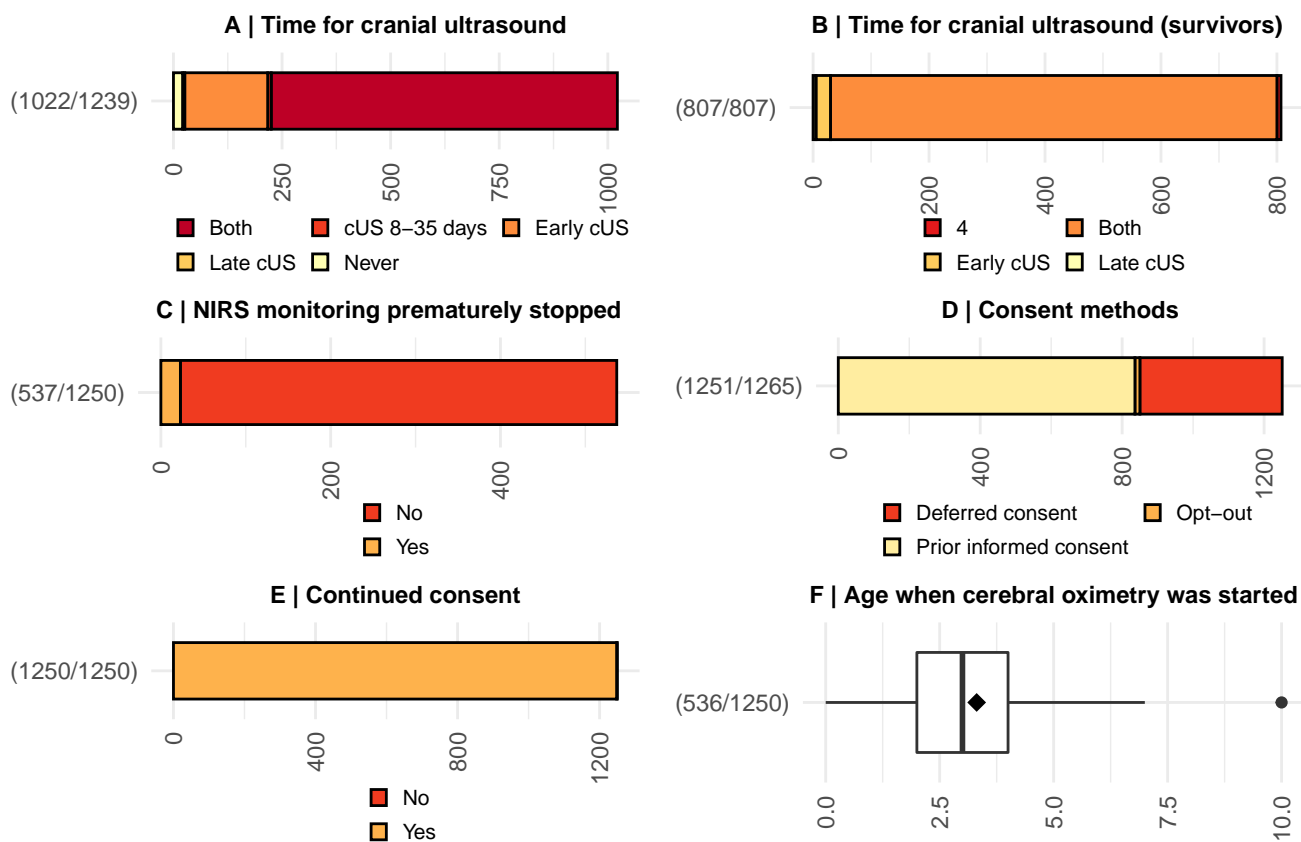 A | Time for cranial ultrasound
(1022/1239)
0
250
500
750
1000
Both
cUS 8−35 days
Early cUS
Late cUS
Never
B | Time for cranial ultrasound (survivors)
(807/807)
0
200
400
600
800
4
Both
Early cUS
Late cUS
C | NIRS monitoring prematurely stopped
(537/1250)
0
200
400
No
Yes
D | Consent methods
(1251/1265)
0
400
800
1200
Deferred consent
Opt−out
Prior informed consent
E | Continued consent
(1250/1250)
0
400
800
1200
No
Yes
F | Age when cerebral oximetry was started
(536/1250)
0.0
2.5
5.0
7.5
10.0